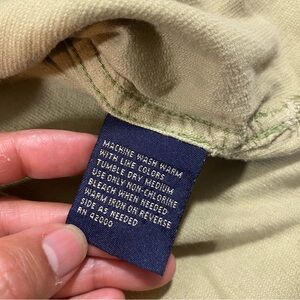 MACHINE WASH WARM
WITH LIKE COLORS
TUMBLE DRY MEDIUM
USE ONLY NON-CHLORINE
BLEACH WHEN NEEDED
WARM IRON ON REVERSE
SIDE AS NEEDED
RN 42000